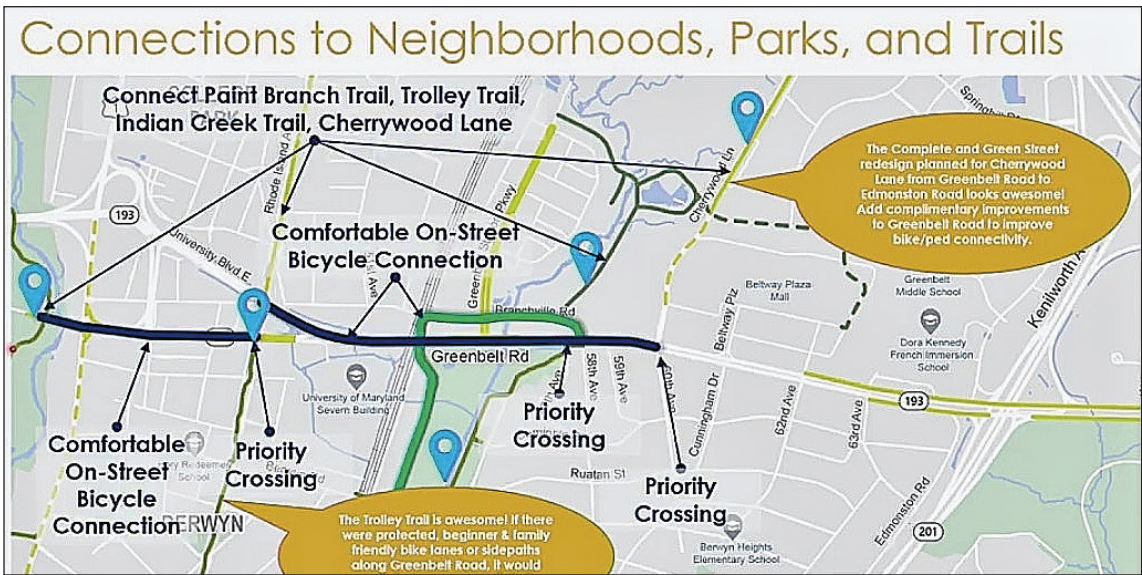 Connections to Neighborhoods, Parks, and Trails
Connect Paint Branch Trail, Trolley Trail,
Indian Creek Trail, Cherrywood Lane
The Complete and Green Street
redesign planned for Cherrywood
Lane from Greenbelt Road to
Edmonston Road looks awesome!
Add complimentary improvements
to Greenbelt Road to improve
bike/ped connectivity.
193
Rhode Island A
University Blvd E
Comfortable On-Street
Bicycle Connection
Pkwy
Cherrywood Ln
Branchville Rd
Greenbelt Rd
Beltway Plaza
Mall
Beltway Plz
Greenbelt
Middle School
Dora Kennedy
French Immersion
School
Kenilworth A
University of Maryland
Severn Building
58th Ave
59th Ave
Cunningham Dr
62nd Ave
63rd Ave
193
Priority
Crossing
Comfortable
On-Street
Bicycle
Connection
Priority
Crossing
Ruatan St
Priority
Crossing
Edmonston Rd
201
Berwyn Heights
Elementary School
BERWYN
The Trolley Trail is awesome! If there
were protected, beginner & family
friendly bike lanes or sidepaths
along Greenbelt Road, it would